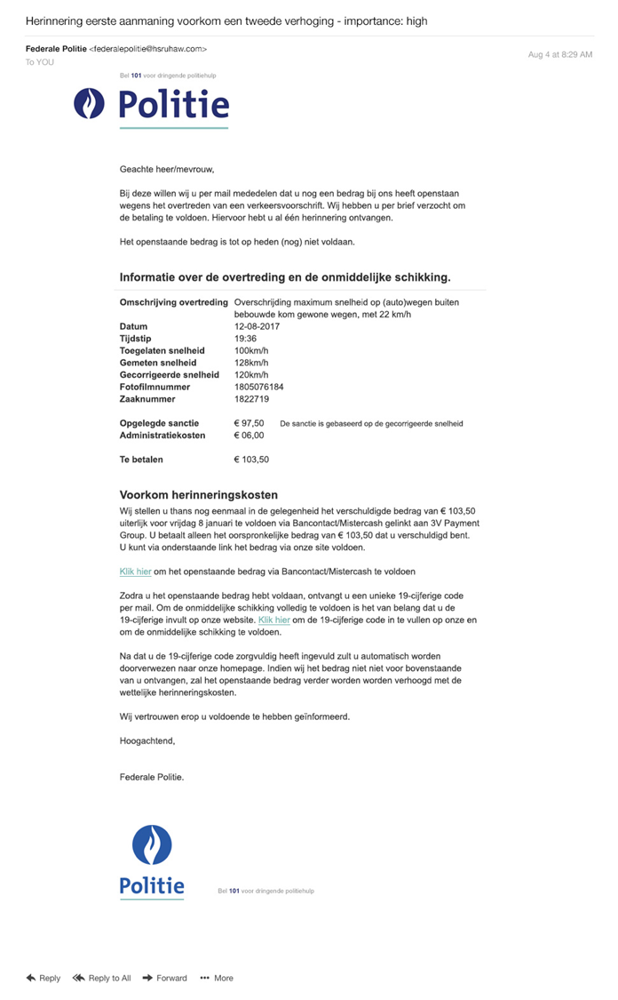 Herinnering eerste aanmaning voorkom een tweede verhoging - importance: high
Federale Politie <federalepolitie@hsruhaw.com>
Aug 4 at 8:29 AM
To YOU
Bel 101 voor dringende politiehulp
Politie
Geachte heer/mevrouw,
Bij deze willen wij u per mail mededelen dat u nog een bedrag bij ons heeft openstaan
wegens het overtreden van een verkeersvoorschrift. Wij hebben u per brief verzocht om
de betaling te voldoen. Hiervoor hebt u al één herinnering ontvangen.
Het openstaande bedrag is tot op heden (nog) niet voldaan.
Informatie over de overtreding en de onmiddelijke schikking.
Omschrijving overtreding Overschrijding maximum snelheid op (auto)wegen buiten
bebouwde kom gewone wegen, met 22 km/h
Datum 12-08-2017
Tijdstip 19:36
Toegelaten snelheid 100km/h
Gemeten snelheid 128km/h
Gecorrigeerde snelheid 120km/h
Fotofilmnummer 1805076184
Zaaknummer 1822719
Opgelegde sanctie € 97,50 De sanctie is gebaseerd op de gecorrigeerde snelheid
Administratiekosten € 06,00
Te betalen € 103,50
Voorkom herinneringskosten
Wij stellen u thans nog eenmaal in de gelegenheid het verschuldigde bedrag van € 103,50
uiterlijk voor vrijdag 8 januari te voldoen via Bancontact/Mistercash gelinkt aan 3V Payment
Group. U betaalt alleen het oorspronkelijke bedrag van € 103,50 dat u verschuldigd bent.
U kunt via onderstaande link het bedrag via onze site voldoen.
Klik hier om het openstaande bedrag via Bancontact/Mistercash te voldoen
Zodra u het openstaande bedrag hebt voldaan, ontvangt u een unieke 19-cijferige code
per mail. Om de onmiddelijke schikking volledig te voldoen is het van belang dat u de
19-cijferige invult op onze website. Klik hier om de 19-cijferige code in te vullen op onze en
om de onmiddelijke schikking te voldoen.
Na dat u de 19-cijferige code zorgvuldig heeft ingevuld zult u automatisch worden
doorverwezen naar onze homepage. Indien wij het bedrag niet niet voor bovenstaande
van u ontvangen, zal het openstaande bedrag verder worden worden verhoogd met de
wettelijke herinneringskosten.
Wij vertrouwen erop u voldoende te hebben geïnformeerd.
Hoogachtend,
Federale Politie.
Politie
Bel 101 voor dringende politiehulp
Reply Reply to All Forward More